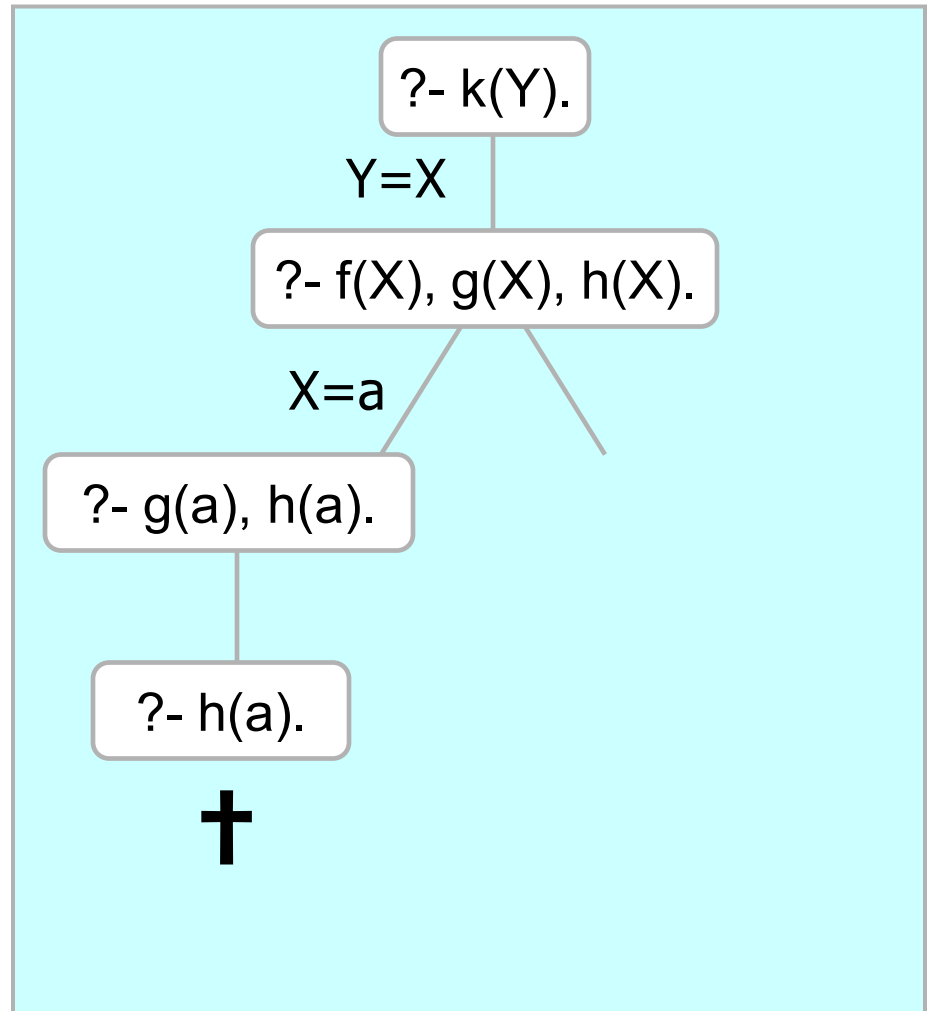 ?- k(Y).
Y=X
?- f(X), g(X), h(X).
X=a
?- g(a), h(a).
?- h(a).
†